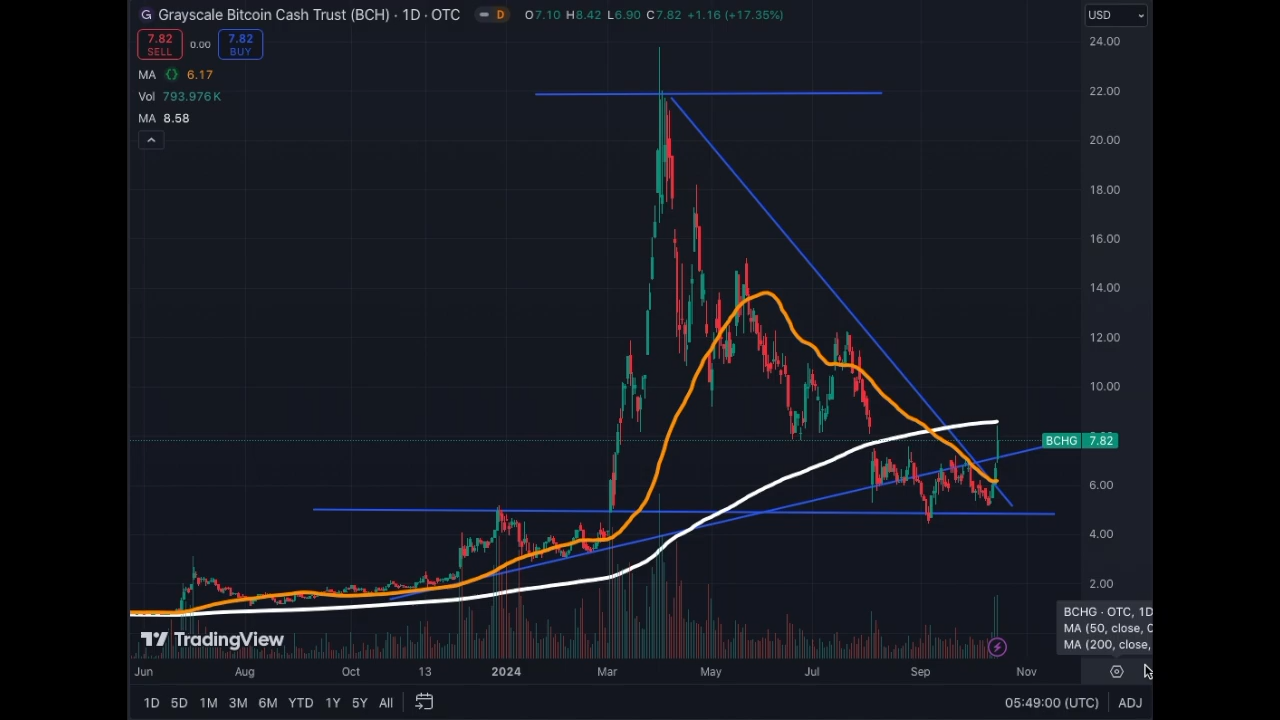 G Grayscale Bitcoin Cash Trust (BCH) · 1D · OTC D O7.10 H8.42 L6.90 C7.82 +1.16 (+17.35%)
USD
7.82 SELL 0.00 7.82 BUY
MA 6.17
Vol 793.976 K
MA 8.58
24.00
22.00
20.00
18.00
16.00
14.00
12.00
10.00
BCHG 7.82
6.00
4.00
2.00
BCHG · OTC, 1D
MA (50, close,
MA (200, close,
TradingView
Jun Aug Oct 13 2024 Mar May Jul Sep Nov
1D 5D 1M 3M 6M YTD 1Y 5Y All 05:49:00 (UTC) ADJ